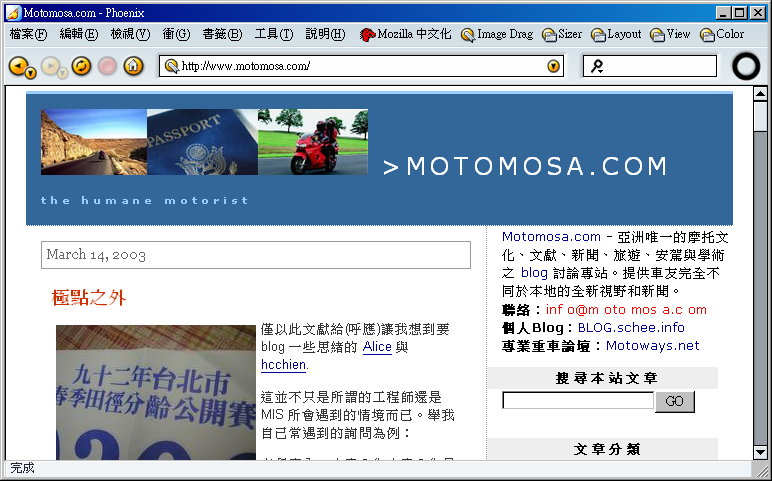 Motomosa.com - Phoenix
檔案(F) 編輯(E) 檢視(V) 衝(G) 書籤(B) 工具(T) 說明(H) Mozilla 中文化 Image Drag Sizer Layout View Color
http://www.motomosa.com/
PASSPORT
>MOTOMOSA.COM
the humane motorist
March 14, 2003
極點之外
九十二年台北市
春季田徑分齡公開賽
僅以此文獻給(呼應)讓我想到要
blog 一些思緒的 Alice 與
hcchien.
這並不只是所謂的工程師還是
MIS 所會遇到的情境而已。舉我
自己常遇到的詢問為例：
Motomosa.com - 亞洲唯一的摩托文
化、文獻、新聞、旅遊、安駕與學術
之 blog 討論專站。提供車友完全不
同於本地的全新視野和新聞。
聯絡：inf o@m oto mos a.c om
個人Blog：BLOG.schee.info
專業重車論壇：Motoways.net
搜尋本站文章
GO
文章分類
完成